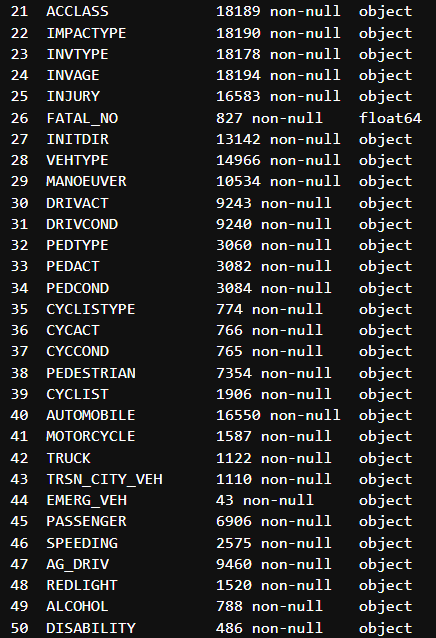 21 ACCLASS 18189 non-null object
22 IMPACTYPE 18190 non-null object
23 INVTYPE 18178 non-null object
24 INVAGE 18194 non-null object
25 INJURY 16583 non-null object
26 FATAL_NO 827 non-null float64
27 INITDIR 13142 non-null object
28 VEHTYPE 14966 non-null object
29 MANOEUVER 10534 non-null object
30 DRIVACT 9243 non-null object
31 DRIVCOND 9240 non-null object
32 PEDTYPE 3060 non-null object
33 PEDACT 3082 non-null object
34 PEDCOND 3084 non-null object
35 CYCLISTYPE 774 non-null object
36 CYCACT 766 non-null object
37 CYCCOND 765 non-null object
38 PEDESTRIAN 7354 non-null object
39 CYCLIST 1906 non-null object
40 AUTOMOBILE 16550 non-null object
41 MOTORCYCLE 1587 non-null object
42 TRUCK 1122 non-null object
43 TRSN_CITY_VEH 1110 non-null object
44 EMERG_VEH 43 non-null object
45 PASSENGER 6906 non-null object
46 SPEEDING 2575 non-null object
47 AG_DRIV 9460 non-null object
48 REDLIGHT 1520 non-null object
49 ALCOHOL 788 non-null object
50 DISABILITY 486 non-null object